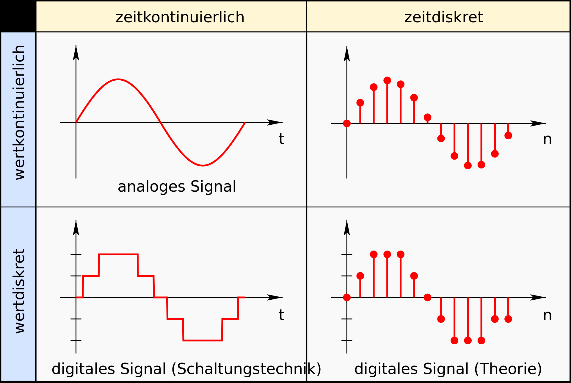 zeitkontinuierlich
zeitdiskret
wertkontinuierlich
t
analoges Signal
n
wertdiskret
t
digitales Signal (Schaltungstechnik)
n
digitales Signal (Theorie)